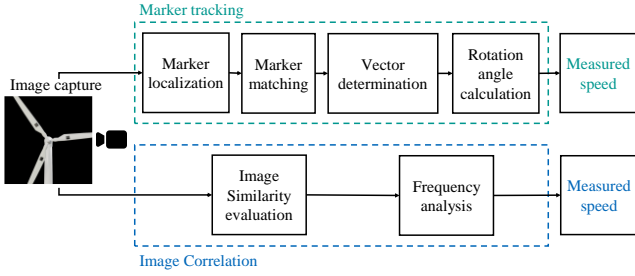 Marker tracking
Image capture
Marker
localization
Marker
matching
Vector
determination
Rotation
angle
calculation
Measured
speed
Image
Similarity
evaluation
Frequency
analysis
Measured
speed
Image Correlation